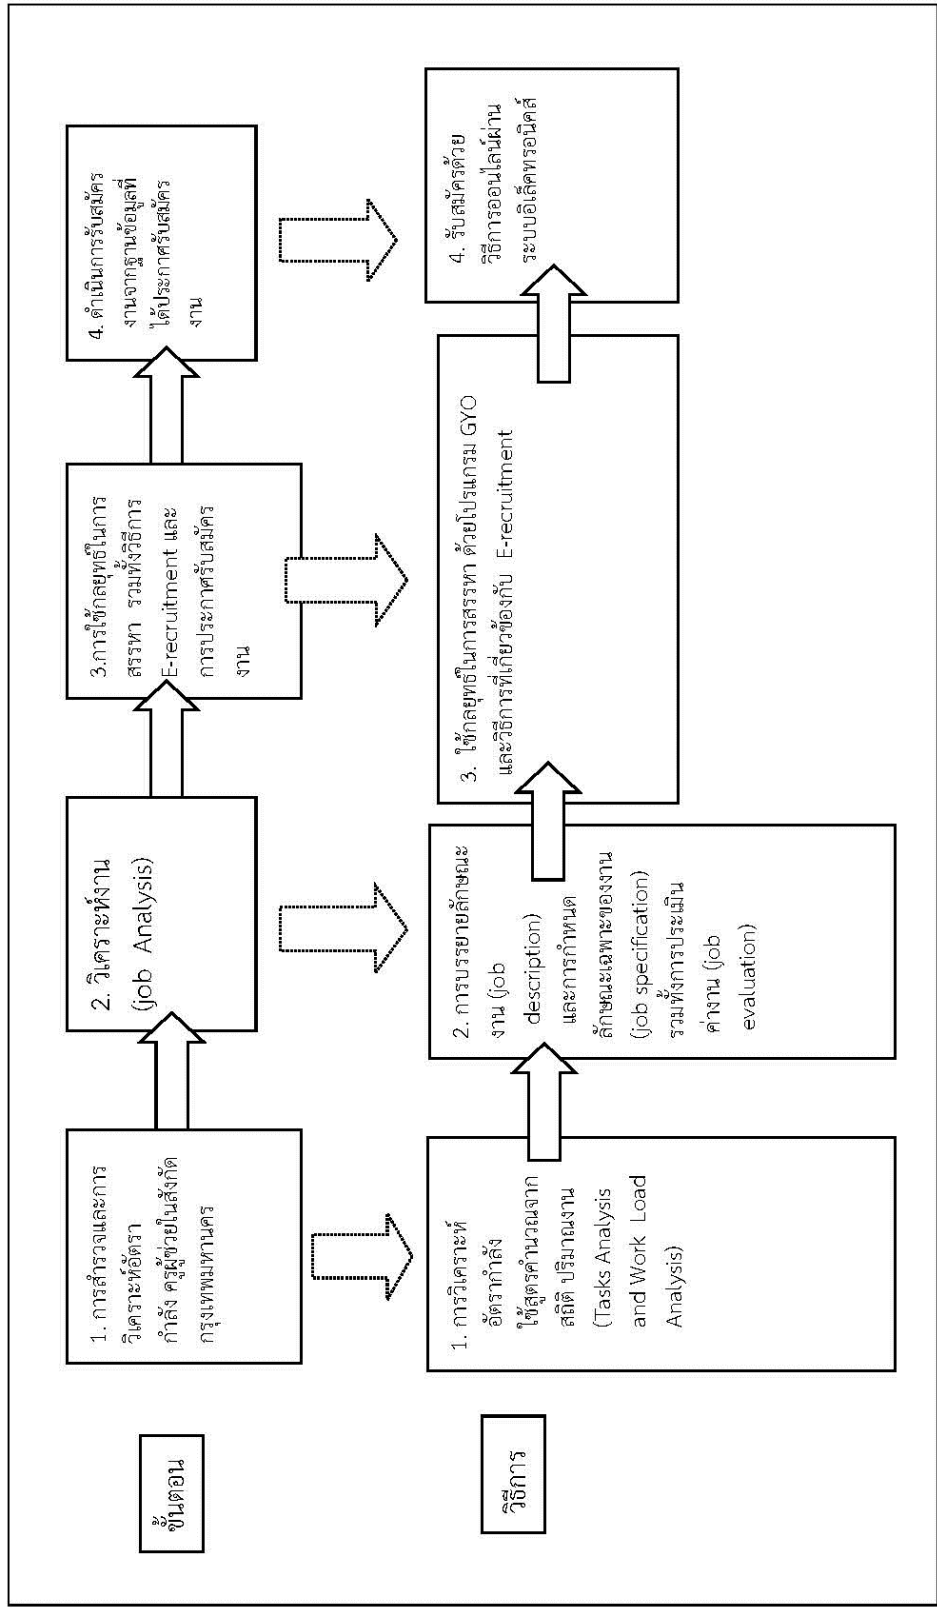 ขั้นตอน
1. การสำรวจและการ
วิเคราะห์อัตรา
กำลัง ครูผู้ช่วยในสังกัด
กรุงเทพมหานคร
2. วิเคราะห์งาน
(job Analysis)
3.การใช้กลยุทธ์ในการ
สรรหา รวมทั้งวิธีการ
E-recruitment และ
การประกาศรับสมัคร
งาน
4. ดำเนินการรับสมัคร
งานจากฐานข้อมูลที่
ได้ประกาศรับสมัคร
งาน
วิธีการ
1. การวิเคราะห์
อัตรากำลัง
ใช้สูตรคำนวณจาก
สถิติ ปริมาณงาน
(Tasks Analysis
and Work Load
Analysis)
2. การบรรยายลักษณะ
งาน (job
description)
และการกำหนด
ลักษณะเฉพาะของงาน
(job specification)
รวมทั้งการประเมิน
ค่างาน (job
evaluation)
3. ใช้กลยุทธ์ในการสรรหา ด้วยโปรแกรม GYO
และวิธีการที่เกี่ยวข้องกับ E-recruitment
4. รับสมัครด้วย
วิธีการออนไลน์ผ่าน
ระบบอิเล็คทรอนิคส์